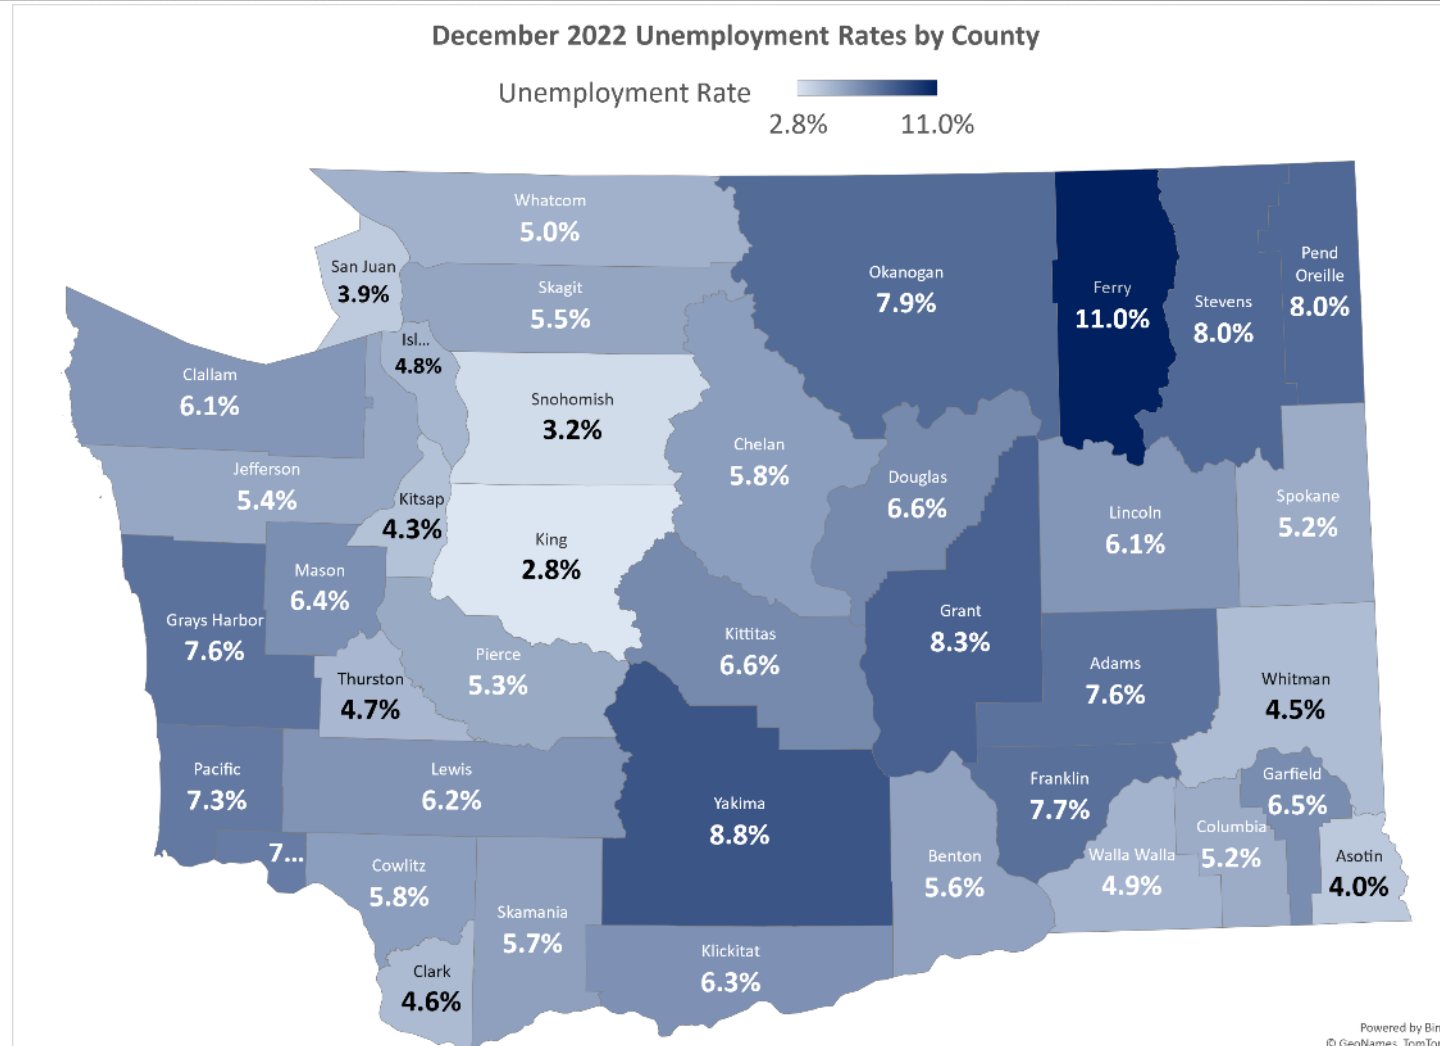 December 2022 Unemployment Rates by County
Unemployment Rate
2.8% 11.0%
Whatcom
5.0%
San Juan
3.9%
Skagit
5.5%
Isl...
4.8%
Clallam
6.1%
Jefferson
5.4%
Snohomish
3.2%
Kitsap
4.3%
King
2.8%
Mason
6.4%
Grays Harbor
7.6%
Thurston
4.7%
Pierce
5.3%
Pacific
7.3%
Lewis
6.2%
7...
Cowlitz
5.8%
Clark
4.6%
Skamania
5.7%
Klickitat
6.3%
Yakima
8.8%
Kittitas
6.6%
Chelan
5.8%
Douglas
6.6%
Okanogan
7.9%
Ferry
11.0%
Stevens
8.0%
Pend
Oreille
8.0%
Lincoln
6.1%
Spokane
5.2%
Grant
8.3%
Adams
7.6%
Whitman
4.5%
Franklin
7.7%
Benton
5.6%
Walla Walla
4.9%
Columbia
5.2%
Garfield
6.5%
Asotin
4.0%
Powered by Bin
© GeoNames, TomTo